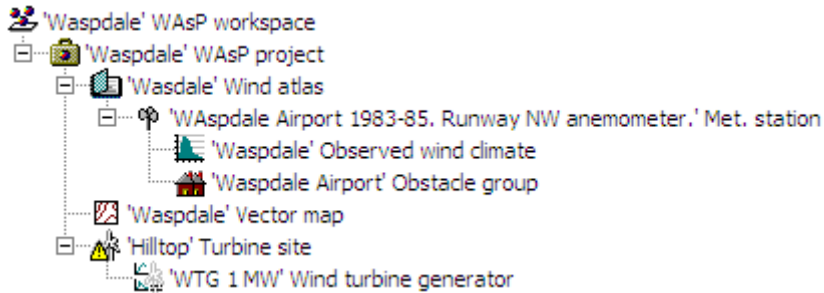 'Waspdale' WAsP workspace
'Waspdale' WAsP project
'Wasdale' Wind atlas
'WAspdale Airport 1983-85. Runway NW anemometer.' Met. station
'Waspdale' Observed wind climate
'Waspdale Airport' Obstacle group
'Waspdale' Vector map
'Hilltop' Turbine site
'WTG 1 MW' Wind turbine generator